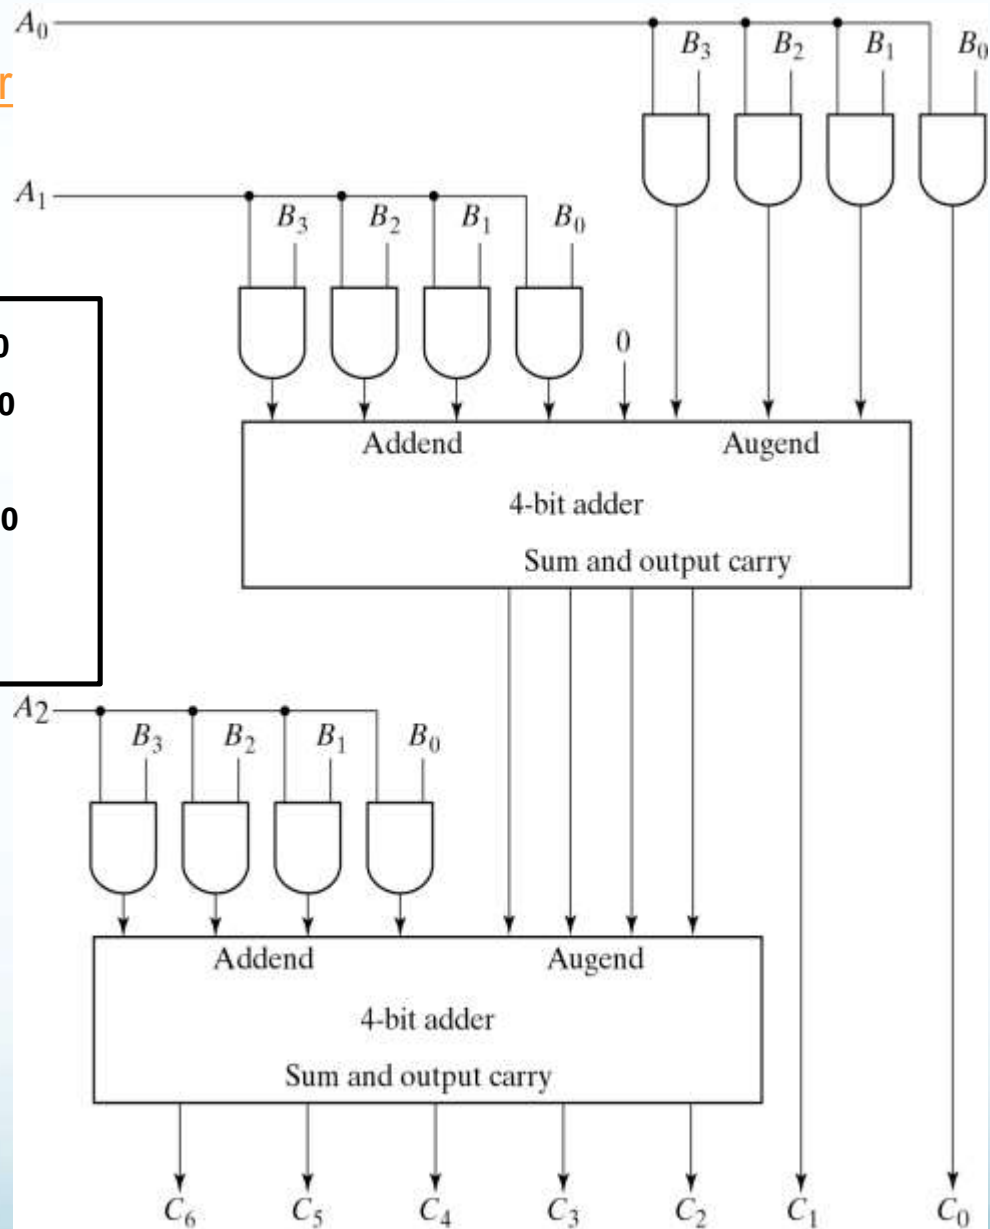 A₀
B₃ B₂ B₁ B₀
r
A₁
B₃ B₂ B₁ B₀
0
0
0
0
Addend Augend
4-bit adder
Sum and output carry
A₂
B₃ B₂ B₁ B₀
Addend Augend
4-bit adder
Sum and output carry
C₆ C₅ C₄ C₃ C₂ C₁ C₀